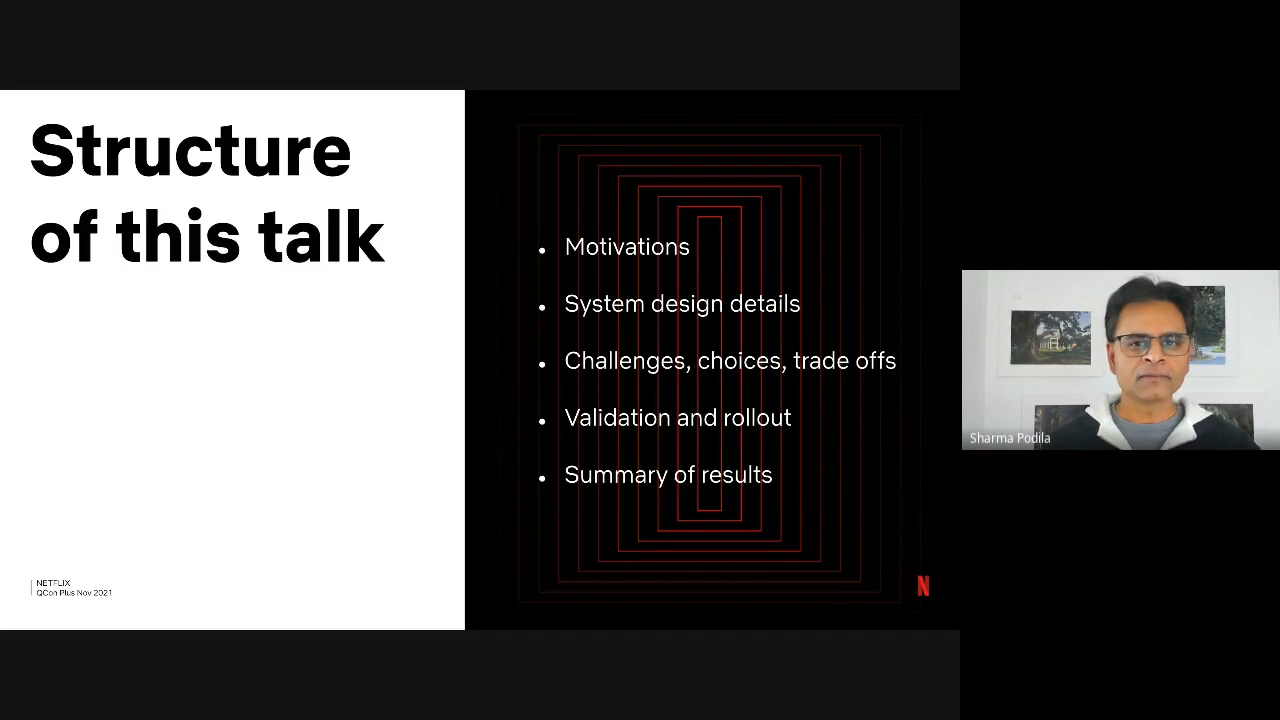 Structure
of this talk
• Motivations
• System design details
• Challenges, choices, trade offs
• Validation and rollout
• Summary of results
NETFLIX
QCon Plus Nov 2021
N
Sharma Podila